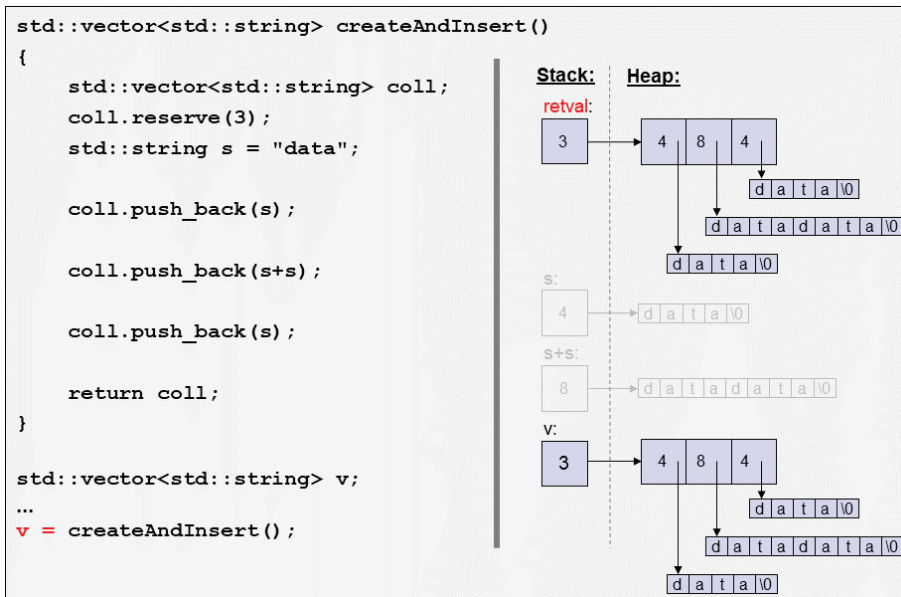 std::vector<std::string> createAndInsert()
{
std::vector<std::string> coll;
coll.reserve(3);
std::string s = "data";
coll.push_back(s);
coll.push_back(s+s);
coll.push_back(s);
return coll;
}
std::vector<std::string> v;
...
v = createAndInsert();
Stack: Heap:
retval:
3 4 8 4
d a t a \0
d a t a d a t a \0
d a t a \0
s:
4 d a t a \0
s+s:
8 d a t a d a t a \0
v:
3 4 8 4
d a t a \0
d a t a d a t a \0
d a t a \0